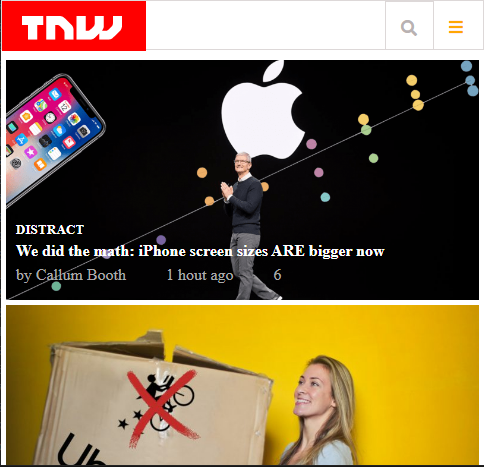 TNW
DISTRACT
We did the math: iPhone screen sizes ARE bigger now
by Callum Booth 1 hout ago 6
Ub